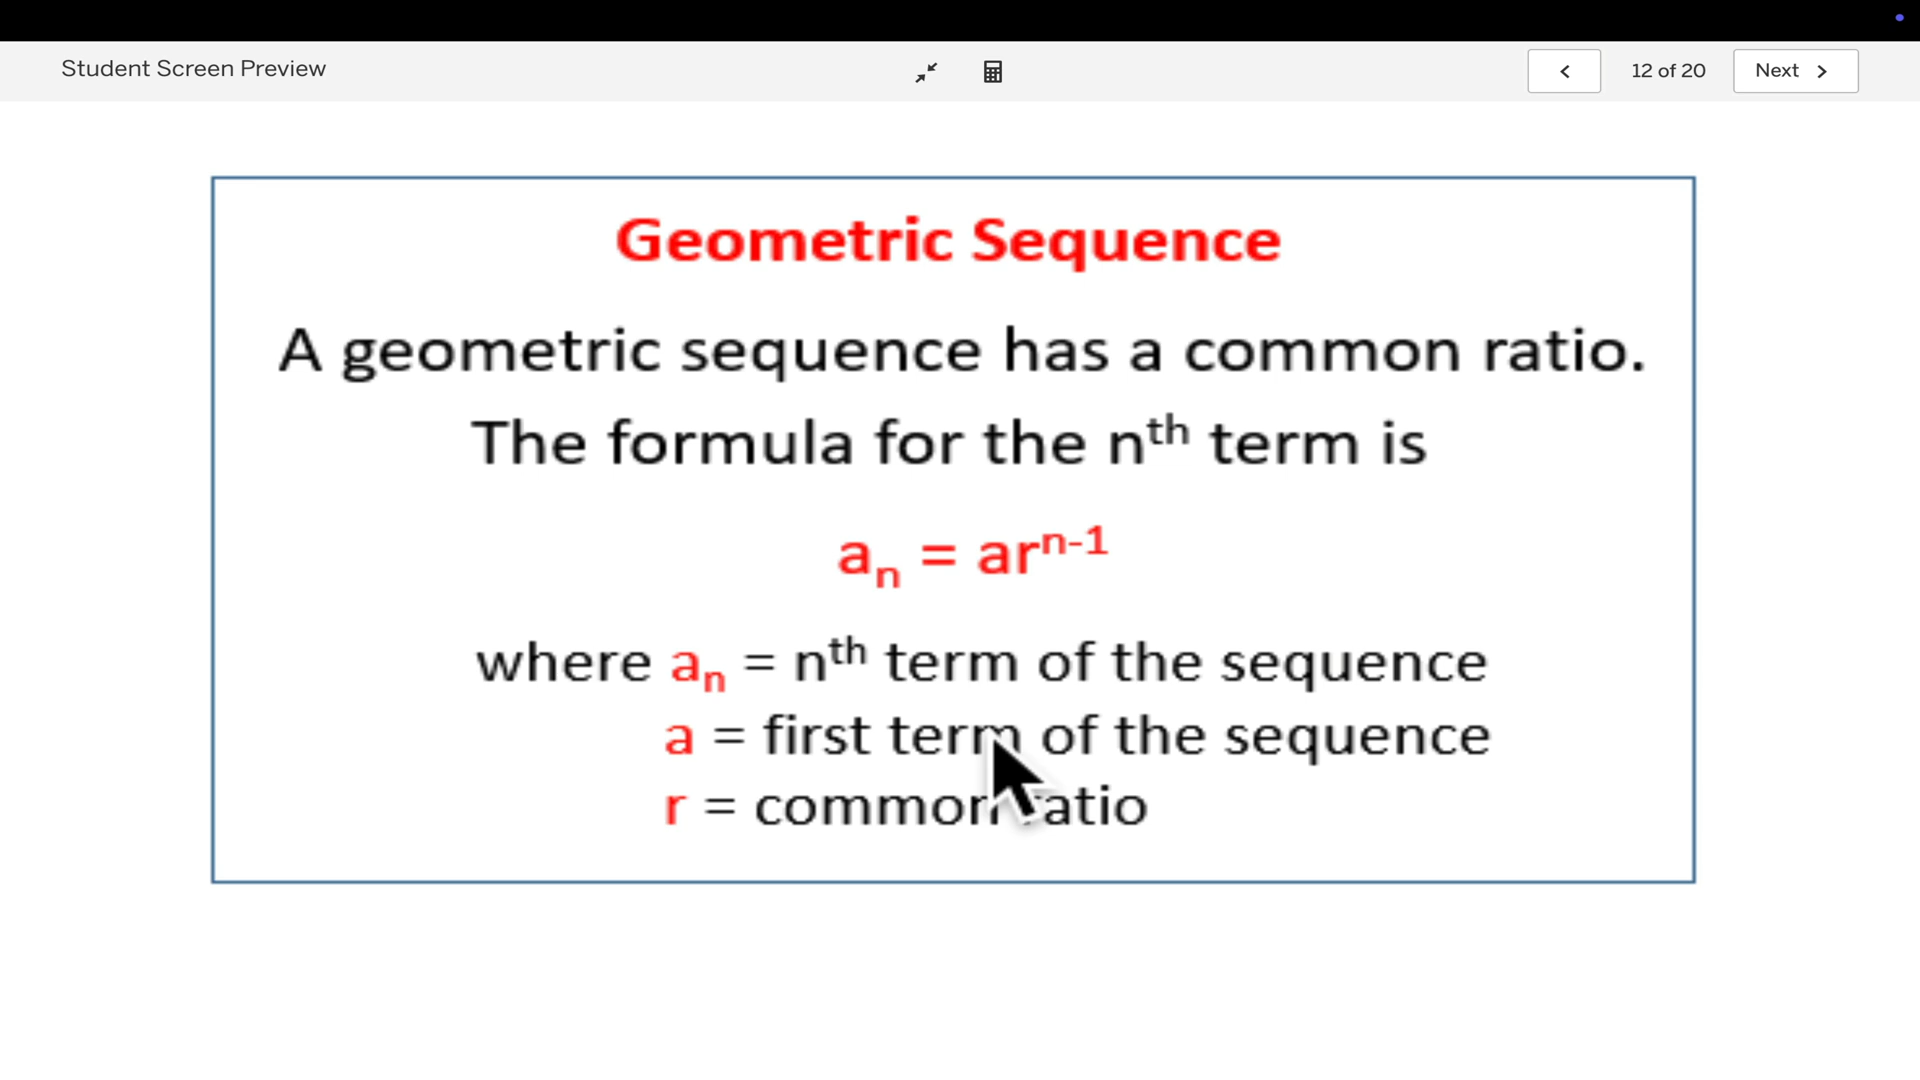 Student Screen Preview
12 of 20
Next
Geometric Sequence
A geometric sequence has a common ratio.
The formula for the nᵗʰ term is
aₙ = arⁿ⁻¹
where aₙ = nᵗʰ term of the sequence
a = first term of the sequence
r = common ratio